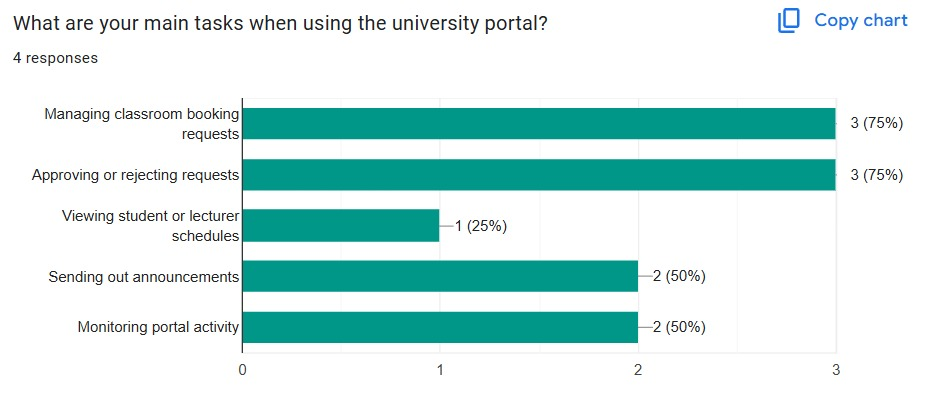 What are your main tasks when using the university portal?
Copy chart
4 responses
Managing classroom booking
requests
3 (75%)
Approving or rejecting requests
3 (75%)
Viewing student or lecturer
schedules
1 (25%)
Sending out announcements
2 (50%)
Monitoring portal activity
2 (50%)
0 1 2 3